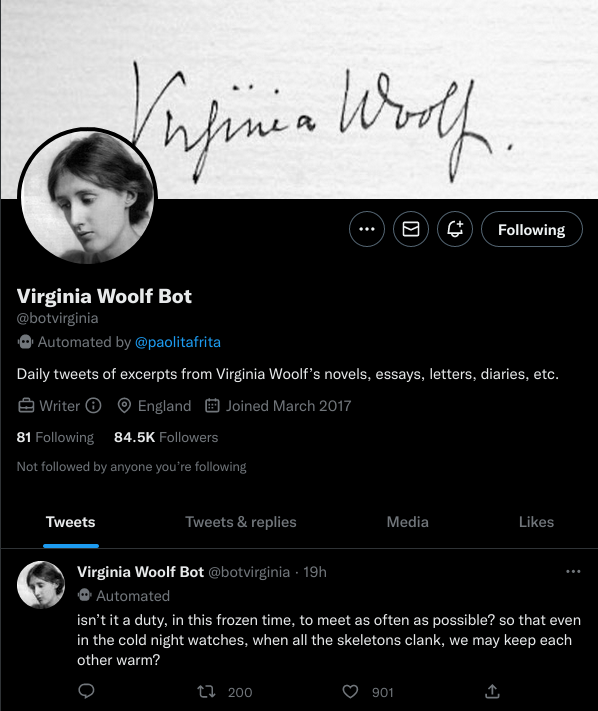 Virginia Woolf.
Following
Virginia Woolf Bot
@botvirginia
Automated by @paolitafrita
Daily tweets of excerpts from Virginia Woolf’s novels, essays, letters, diaries, etc.
Writer England Joined March 2017
81 Following 84.5K Followers
Not followed by anyone you’re following
Tweets Tweets & replies Media Likes
Virginia Woolf Bot @botvirginia · 19h
Automated
isn’t it a duty, in this frozen time, to meet as often as possible? so that even
in the cold night watches, when all the skeletons clank, we may keep each
other warm?
200 901